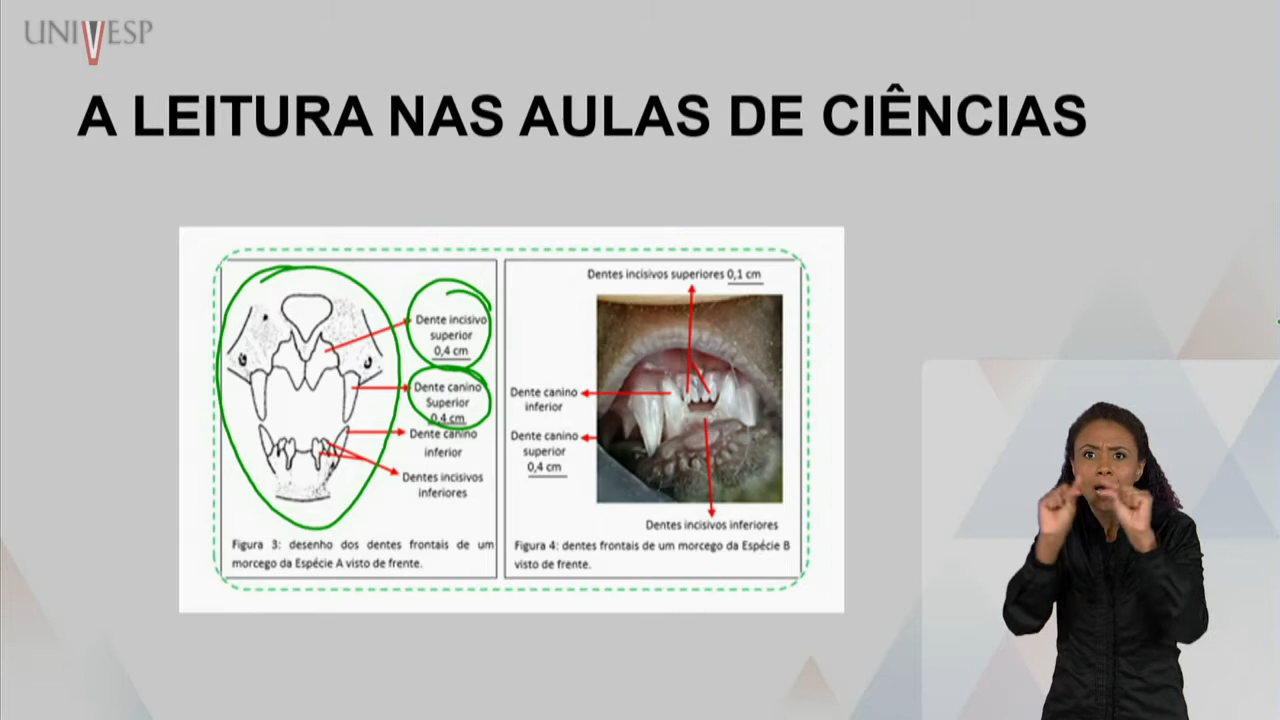 UNIVESP
A LEITURA NAS AULAS DE CIÊNCIAS
Dente incisivo
superior
0,4 cm
Dente canino
Superior
0,4 cm
Dente canino
inferior
Dentes incisivos
inferiores
Figura 3: desenho dos dentes frontais de um
morcego da Espécie A visto de frente.
Dentes incisivos superiores 0,1 cm
Dente canino
inferior
Dente canino
superior
0,4 cm
Dentes incisivos inferiores
Figura 4: dentes frontais de um morcego da Espécie B
visto de frente.